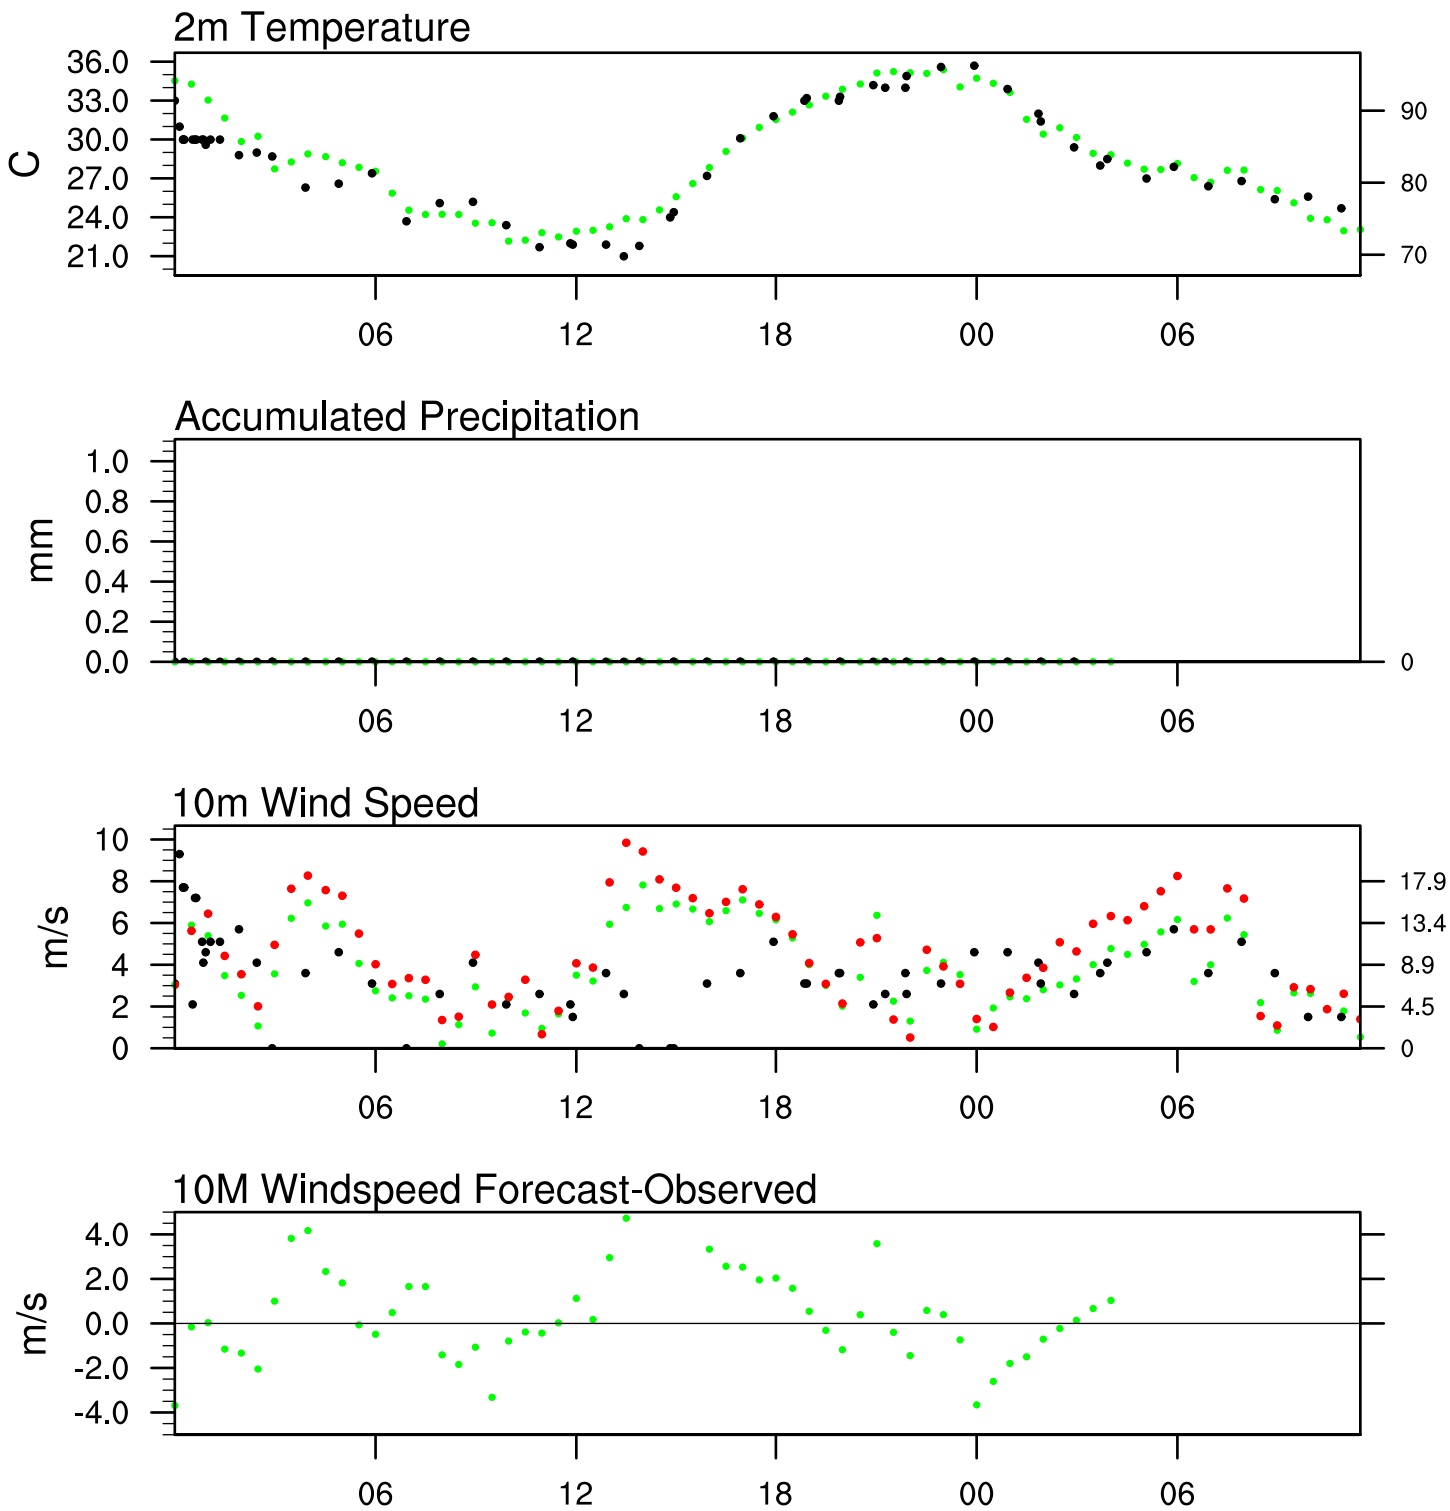 2m Temperature
36.0
33.0
30.0
27.0
24.0
21.0
C
90
80
70
06 12 18 00 06
Accumulated Precipitation
1.0
0.8
0.6
0.4
0.2
0.0
mm
0
06 12 18 00 06
10m Wind Speed
10
8
6
4
2
0
m/s
17.9
13.4
8.9
4.5
0
06 12 18 00 06
10M Windspeed Forecast-Observed
4.0
2.0
0.0
-2.0
-4.0
m/s
06 12 18 00 06